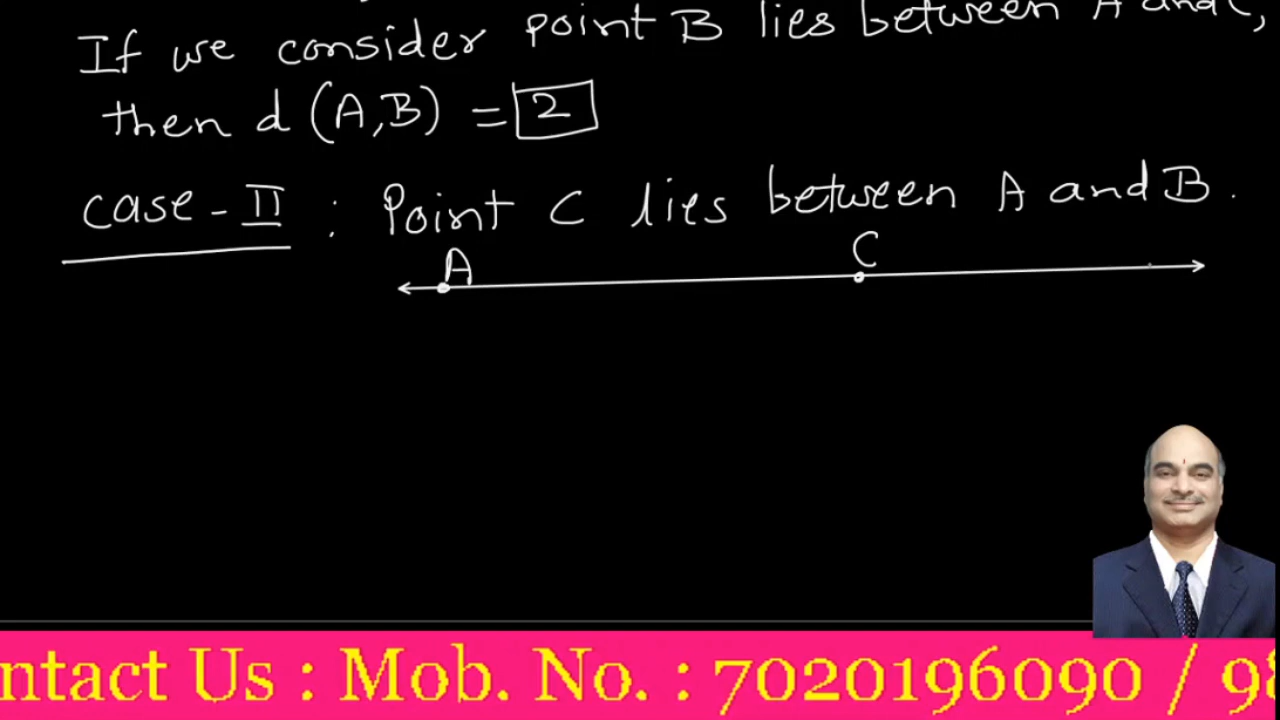 If we consider point B lies between A and C,
then d (A,B) = 2
case - II : Point C lies between A and B.
A C
ntact Us : Mob. No. : 7020196090 / 98